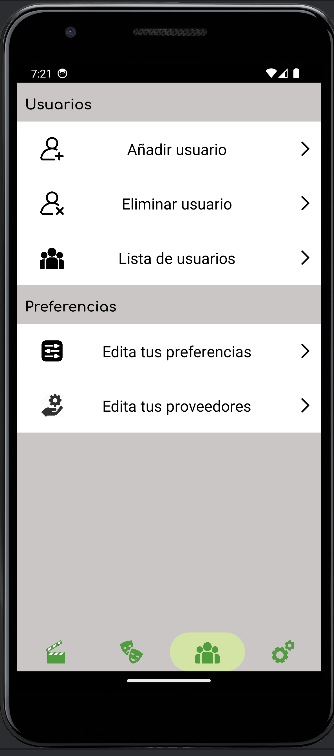 7:21
Usuarios
Añadir usuario
Eliminar usuario
Lista de usuarios
Preferencias
Edita tus preferencias
Edita tus proveedores